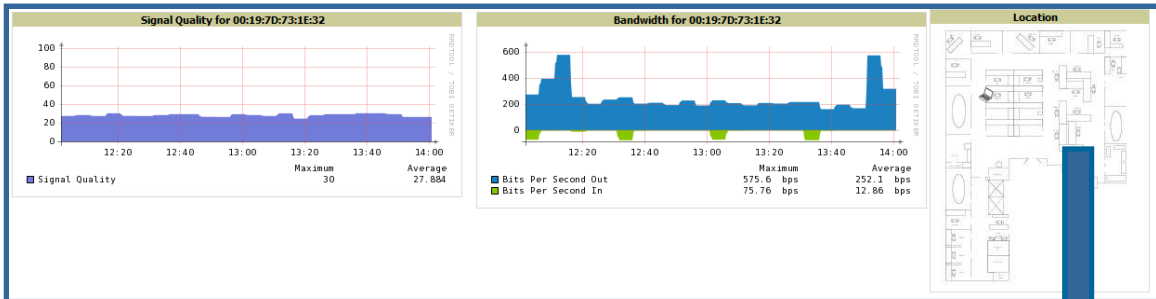 Signal Quality for 00:19:7D:73:1E:32
100
80
60
40
20
0
12:20 12:40 13:00 13:20 13:40 14:00
Maximum Average
Signal Quality 30 27.884
RRDTOOL / TOBI OETIKER
Bandwidth for 00:19:7D:73:1E:32
600
400
200
0
12:20 12:40 13:00 13:20 13:40 14:00
Maximum Average
Bits Per Second Out 575.6 bps 252.1 bps
Bits Per Second In 75.76 bps 12.86 bps
RRDTOOL / TOBI OETIKER
Location